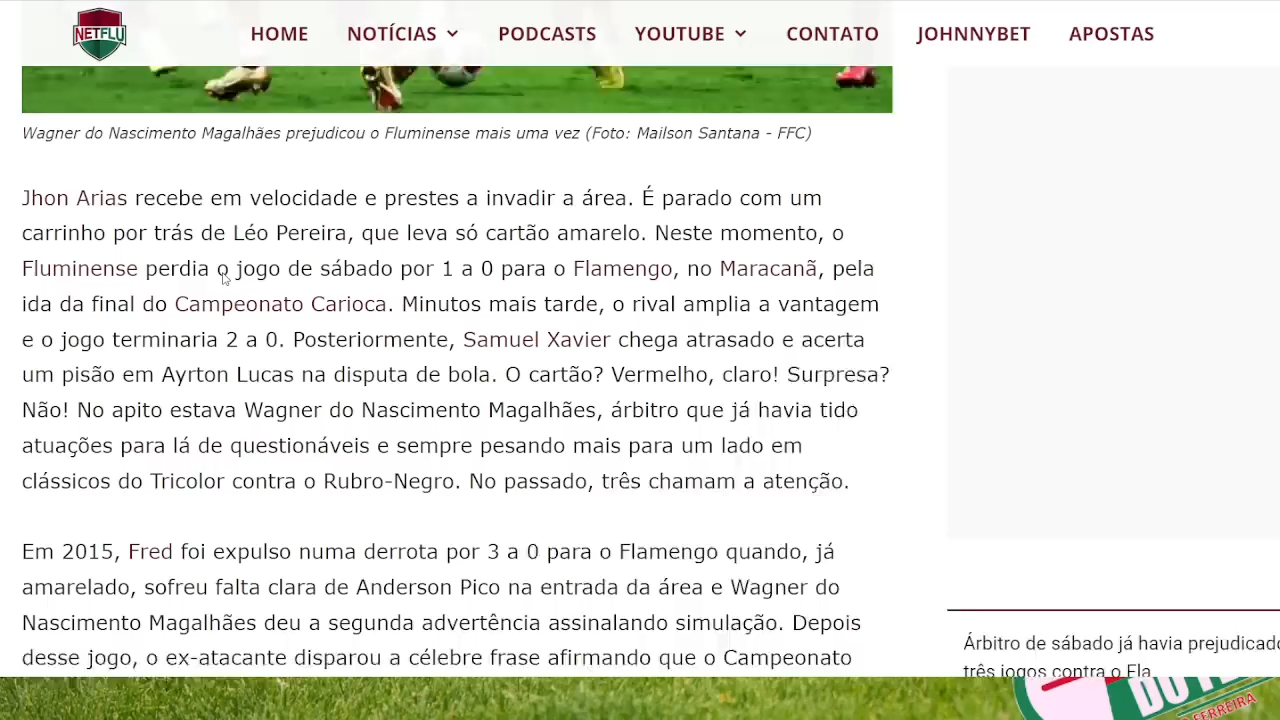 NETFLU
HOME NOTÍCIAS PODCASTS YOUTUBE CONTATO JOHNNYBET APOSTAS
Wagner do Nascimento Magalhães prejudicou o Fluminense mais uma vez (Foto: Mailson Santana - FFC)
Jhon Arias recebe em velocidade e prestes a invadir a área. É parado com um
carrinho por trás de Léo Pereira, que leva só cartão amarelo. Neste momento, o
Fluminense perdia o jogo de sábado por 1 a 0 para o Flamengo, no Maracanã, pela
ida da final do Campeonato Carioca. Minutos mais tarde, o rival amplia a vantagem
e o jogo terminaria 2 a 0. Posteriormente, Samuel Xavier chega atrasado e acerta
um pisão em Ayrton Lucas na disputa de bola. O cartão? Vermelho, claro! Surpresa?
Não! No apito estava Wagner do Nascimento Magalhães, árbitro que já havia tido
atuações para lá de questionáveis e sempre pesando mais para um lado em
clássicos do Tricolor contra o Rubro-Negro. No passado, três chamam a atenção.
Em 2015, Fred foi expulso numa derrota por 3 a 0 para o Flamengo quando, já
amarelado, sofreu falta clara de Anderson Pico na entrada da área e Wagner do
Nascimento Magalhães deu a segunda advertência assinalando simulação. Depois
desse jogo, o ex-atacante disparou a célebre frase afirmando que o Campeonato
Árbitro de sábado já havia prejudicado
três jogos contra o Fla
FERREIRA